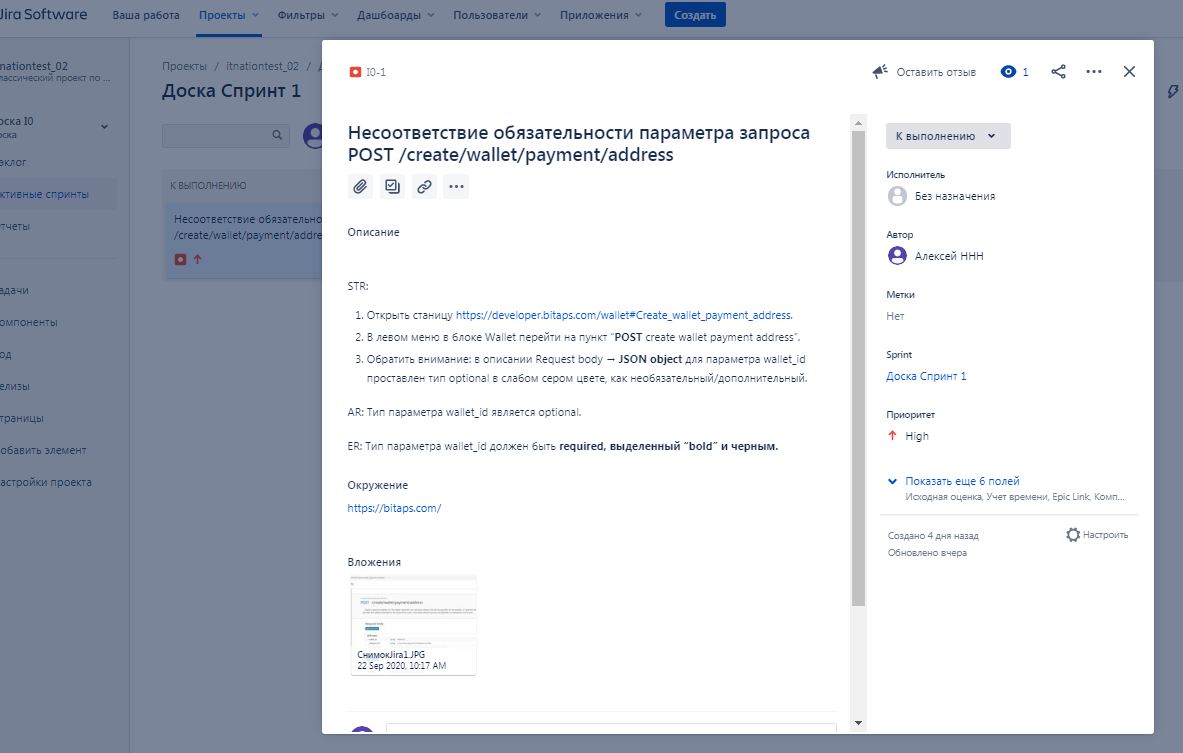 Jira Software
Ваша работа
Проекты
Фильтры
Дашбоарды
Пользователи
Приложения
Создать
nationtest_02
лассический проект по ...
оска IO
оска
эклог
ктивные спринты
тчеты
адачи
омпоненты
од
елизы
траницы
обавить элемент
астройки проекта
Проекты / itnationtest_02 /
Доска Спринт 1
К ВЫПОЛНЕНИЮ
Несоответствие обязательно
/create/wallet/payment/addre
IO-1
Оставить отзыв
1
Несоответствие обязательности параметра запроса
POST /create/wallet/payment/address
Описание
STR:
1. Открыть станицу https://developer.bitaps.com/wallet#Create_wallet_payment_address.
2. В левом меню в блоке Wallet перейти на пункт “POST create wallet payment address”.
3. Обратить внимание: в описании Request body → JSON object для параметра wallet_id
проставлен тип optional в слабом сером цвете, как необязательный/дополнительный.
AR: Тип параметра wallet_id является optional.
ER: Тип параметра wallet_id должен быть required, выделенный “bold” и черным.
Окружение
https://bitaps.com/
Вложения
СнимокJira1.JPG
22 Sep 2020, 10:17 AM
К выполнению
Исполнитель
Без назначения
Автор
Алексей ННН
Метки
Нет
Sprint
Доска Спринт 1
Приоритет
High
Показать еще 6 полей
Исходная оценка, Учет времени, Epic Link, Комп...
Создано 4 дня назад
Настроить
Обновлено вчера